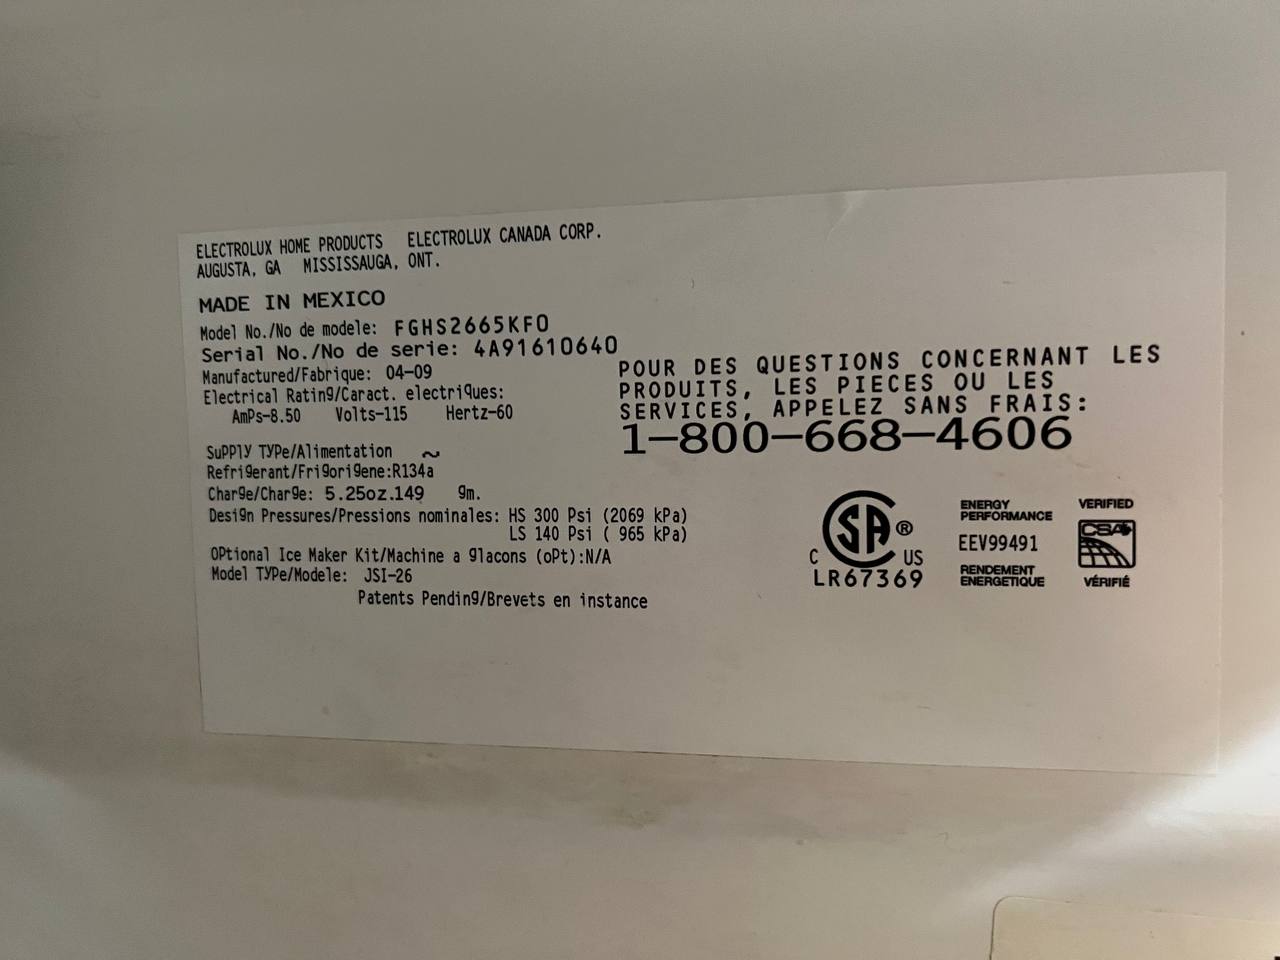 ELECTROLUX HOME PRODUCTS ELECTROLUX CANADA CORP.
AUGUSTA, GA MISSISSAUGA, ONT.
MADE IN MEXICO
Model No./No de modele: FGHS2665KF0
Serial No./No de serie: 4A91610640
Manufactured/Fabrique: 04-09
Electrical Rating/Caract. electriques:
Amps-8.50 Volts-115 Hertz-60
Supply Type/Alimentation ~
Refrigerant/Frigorigene:R134a
Charge/Charge: 5.25oz.149 gm.
Design Pressures/Pressions nominales: HS 300 Psi (2069 kPa)
LS 140 Psi ( 965 kPa)
Optional Ice Maker Kit/Machine a glacons (opt):N/A
Model Type/Modele: JSI-26
Patents Pending/Brevets en instance
POUR DES QUESTIONS CONCERNANT LES
PRODUITS, LES PIECES OU LES
SERVICES, APPELEZ SANS FRAIS:
1-800-668-4606
SA ®
C US
LR67369
ENERGY
PERFORMANCE
EEV99491
RENDEMENT
ENERGETIQUE
VERIFIED
CSA
VÉRIFIÉ